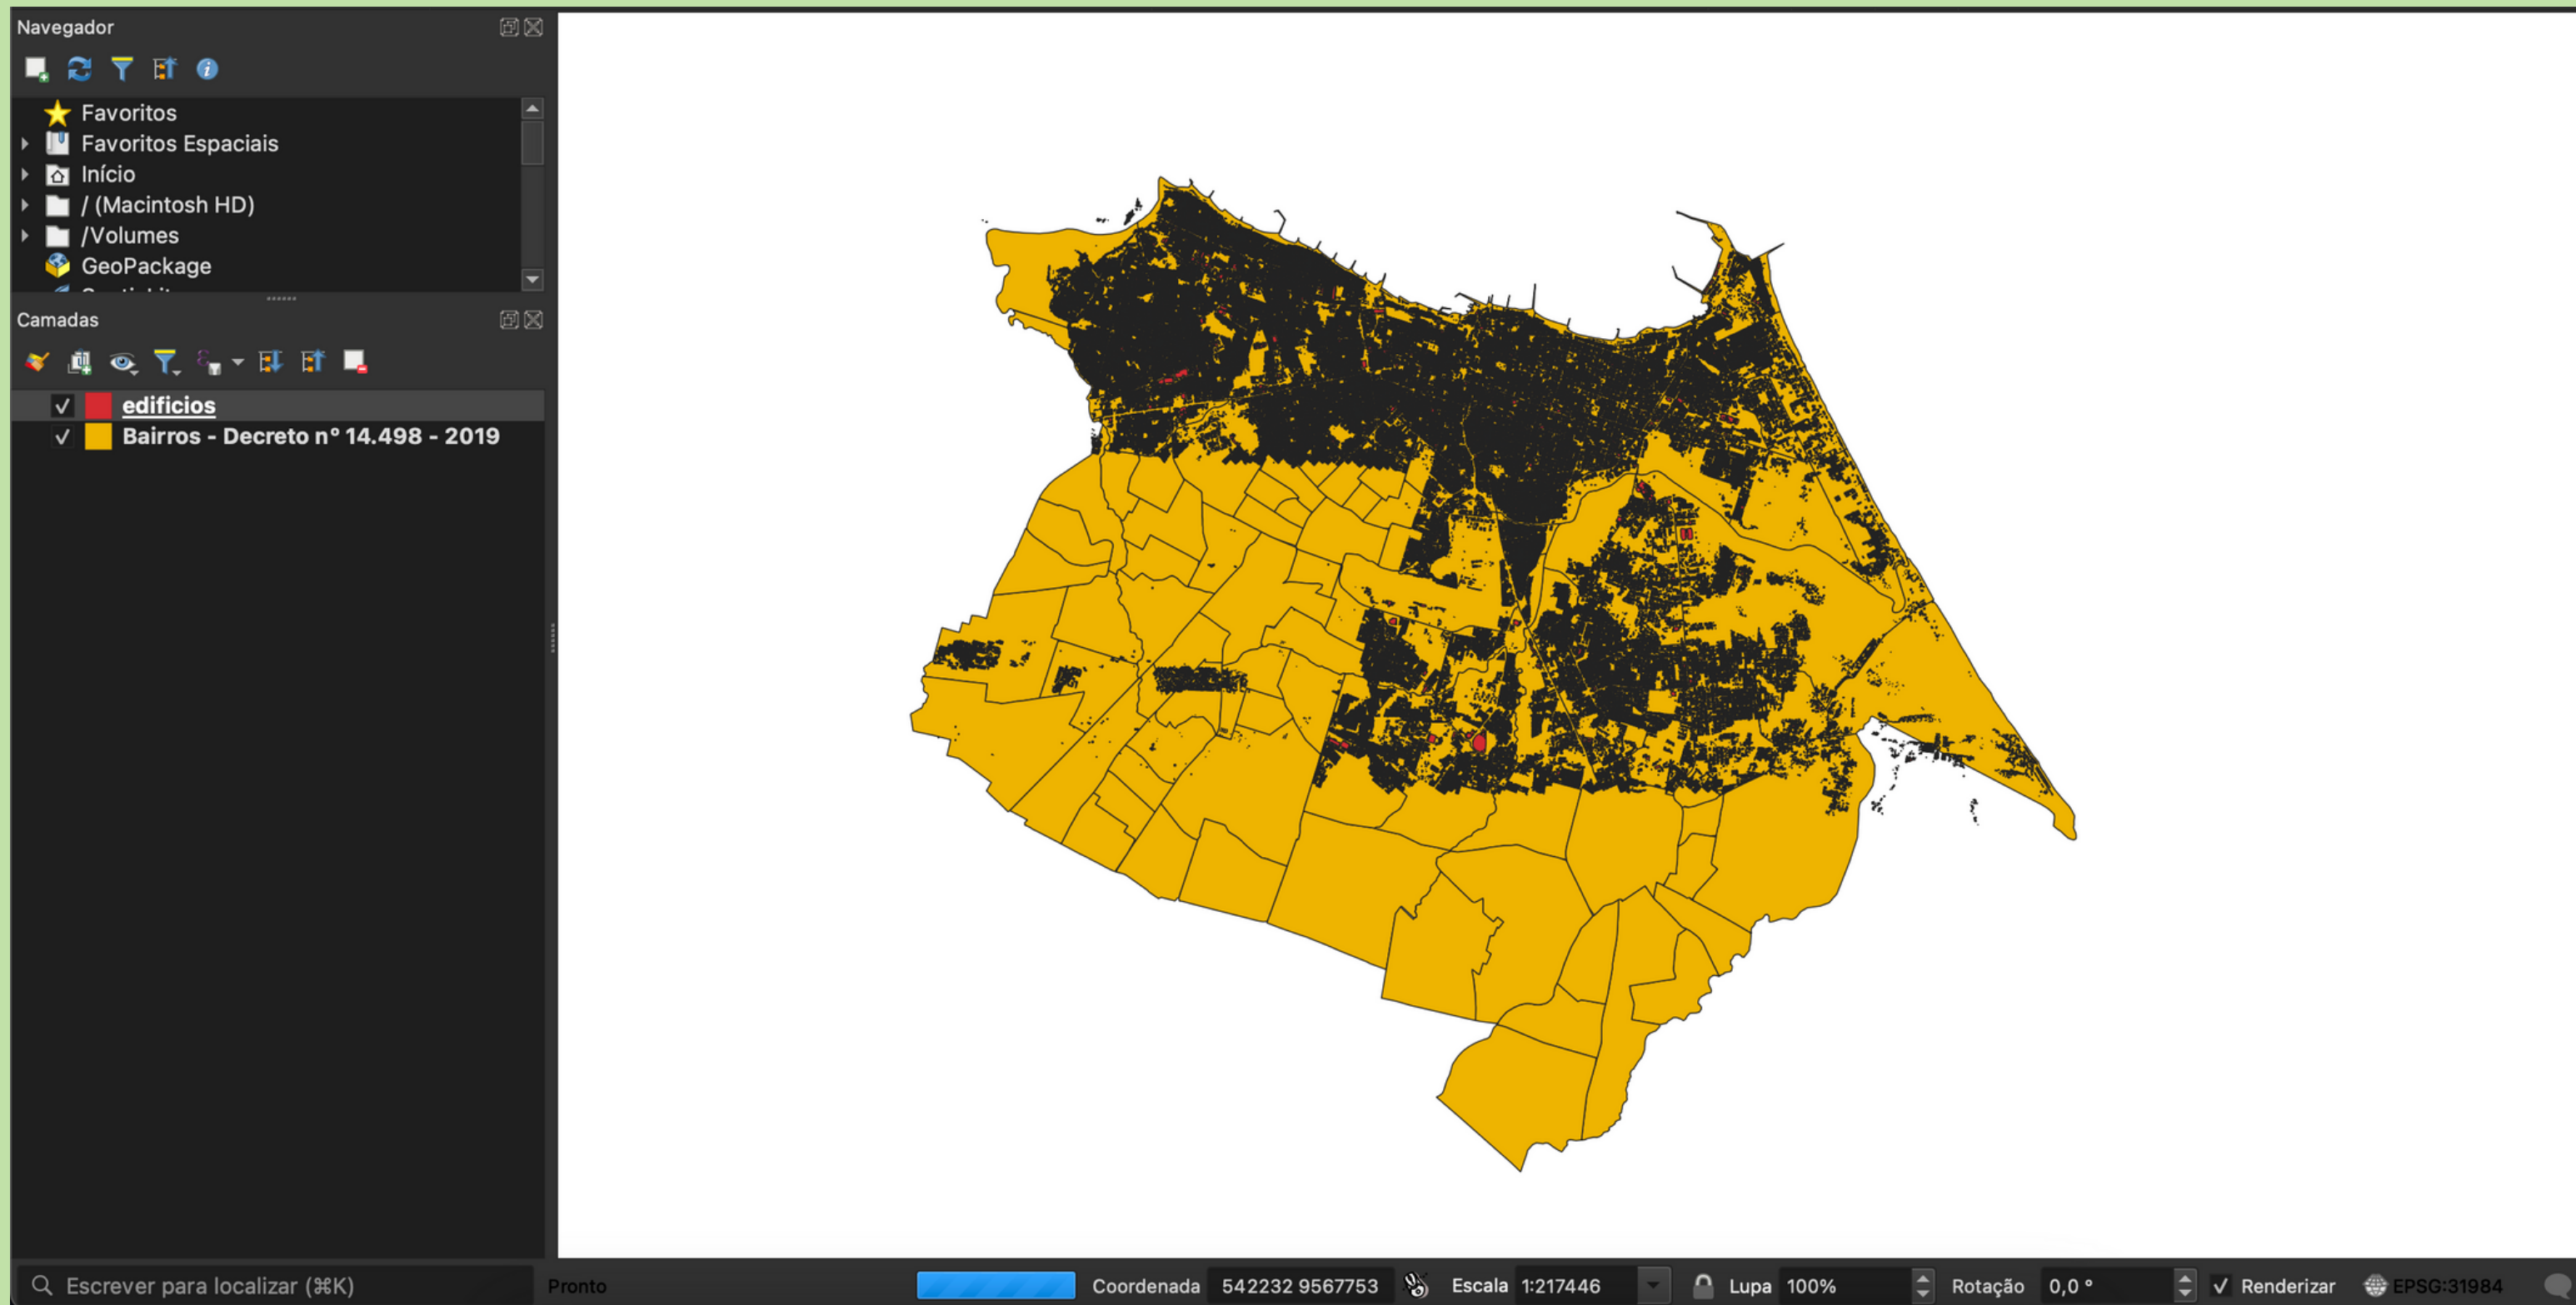 Navegador
Favoritos
Favoritos Espaciais
Início
/ (Macintosh HD)
/Volumes
GeoPackage
Camadas
edificios
Bairros - Decreto nº 14.498 - 2019
Escrever para localizar (⌘K)
Pronto
Coordenada 542232 9567753
Escala 1:217446
Lupa 100%
Rotação 0,0 °
Renderizar
EPSG:31984